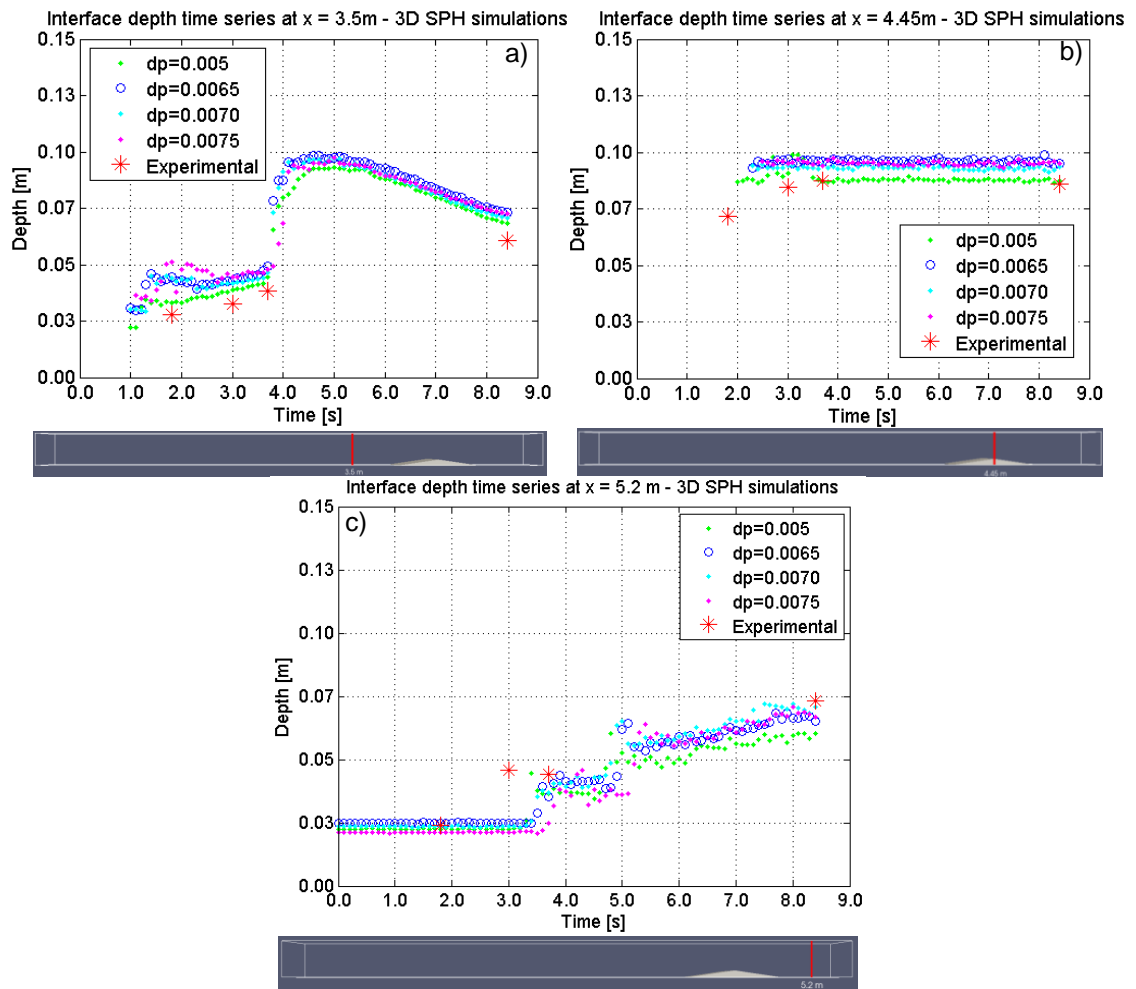 Interface depth time series at x = 3.5m - 3D SPH simulations
a)
dp=0.005
dp=0.0065
dp=0.0070
dp=0.0075
Experimental
0.15
0.13
0.10
0.07
0.05
0.03
0.00
Depth [m]
1.0 2.0 3.0 4.0 5.0 6.0 7.0 8.0 9.0
Time [s]
3.5 m
Interface depth time series at x = 4.45m - 3D SPH simulations
b)
0.15
0.13
0.10
0.07
0.05
0.03
0.00
Depth [m]
dp=0.005
dp=0.0065
dp=0.0070
dp=0.0075
Experimental
0.0 1.0 2.0 3.0 4.0 5.0 6.0 7.0 8.0 9.0
Time [s]
4.45 m
Interface depth time series at x = 5.2 m - 3D SPH simulations
c)
dp=0.005
dp=0.0065
dp=0.0070
dp=0.0075
Experimental
0.15
0.13
0.10
0.07
0.05
0.03
0.00
Depth [m]
0.0 1.0 2.0 3.0 4.0 5.0 6.0 7.0 8.0 9.0
Time [s]
5.2 m